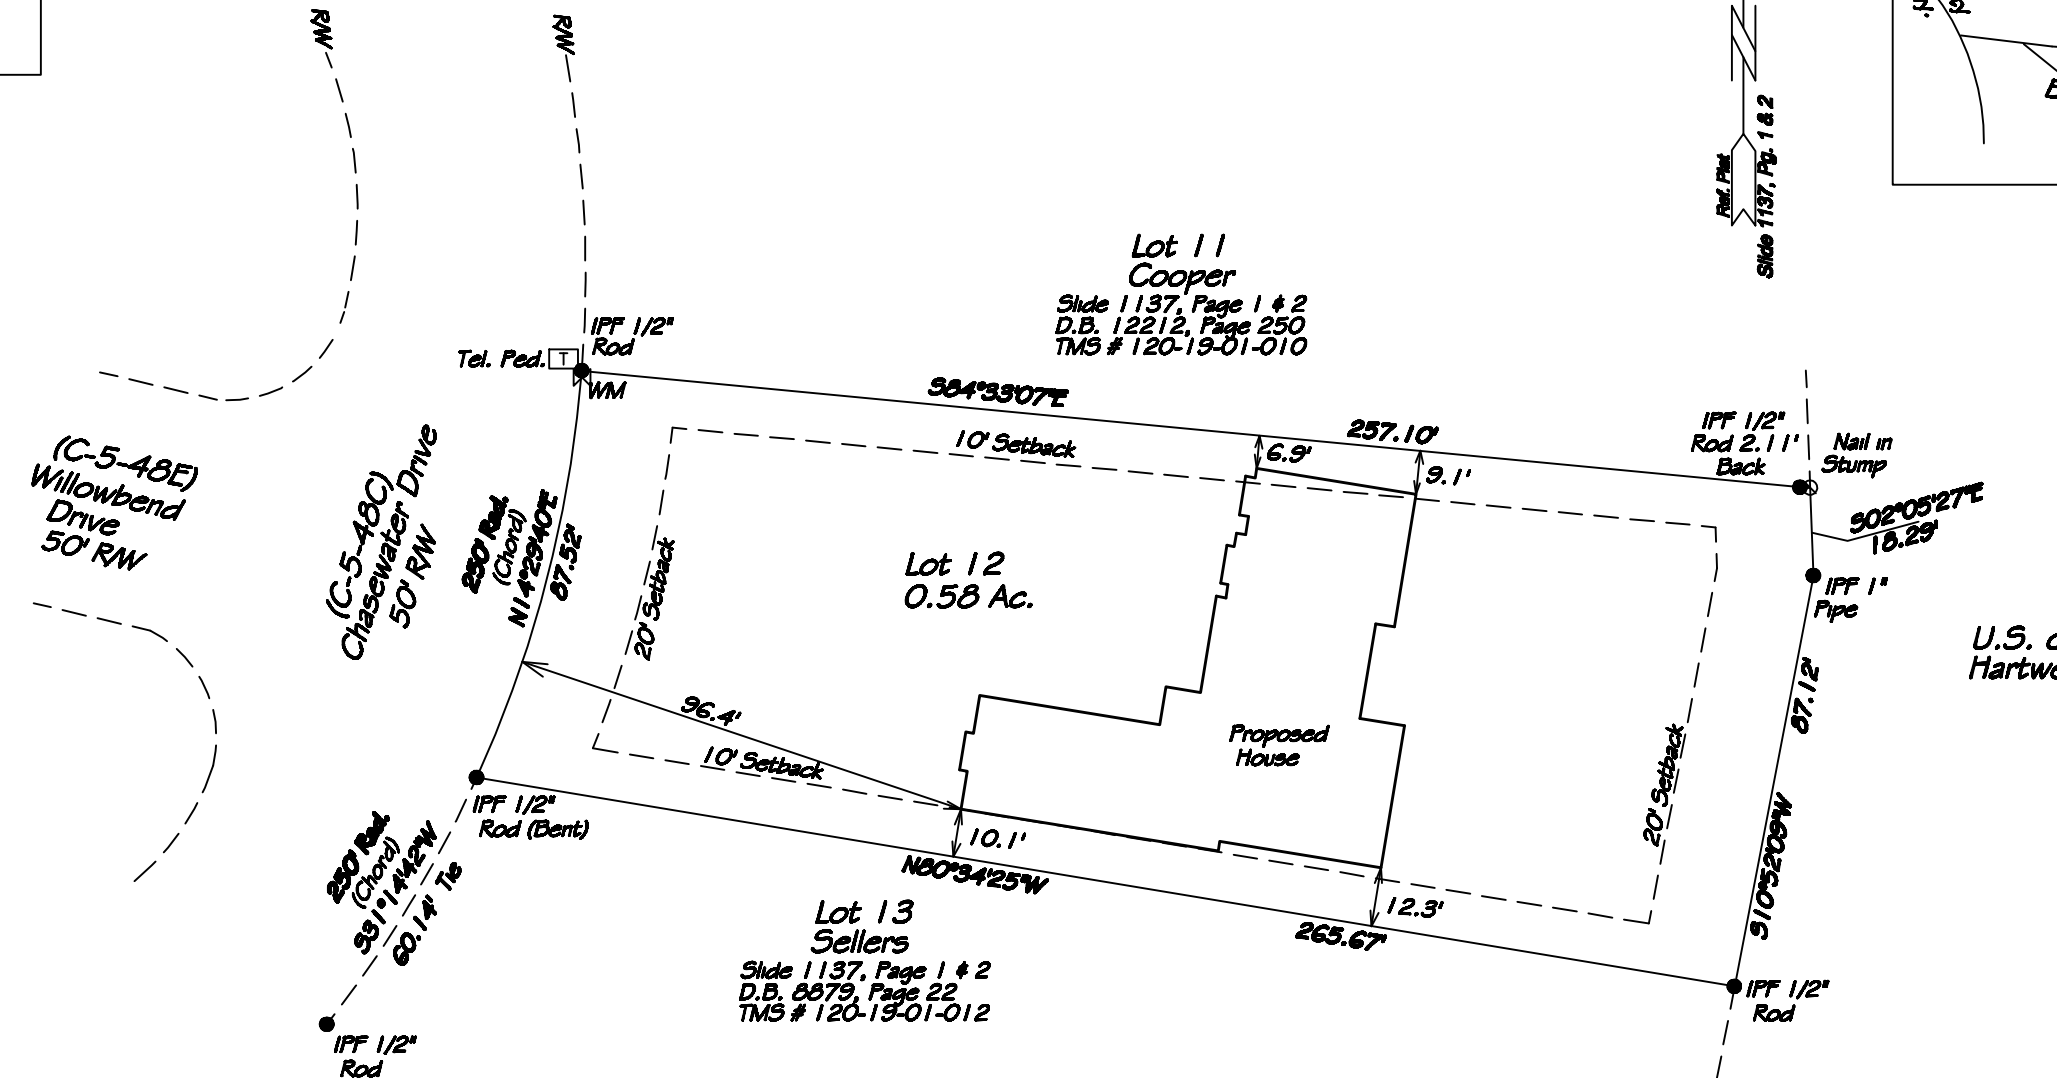 R/W
R/W
Ref. Plat
Slide 1137, Pg. 1 & 2
Lot 11
Cooper
Slide 1137, Page 1 & 2
D.B. 12212, Page 250
TMS # 120-19-01-010
IPF 1/2"
Rod
Tel. Ped.
T
WM
S84°33'07"E
257.10'
10' Setback
6.9'
9.1'
IPF 1/2"
Rod 2.11'
Back
Nail in
Stump
S02°05'27"E
18.29'
IPF 1"
Pipe
(C-5-48E)
Willowbend
Drive
50' R/W
(C-5-48C)
Chasewater Drive
50' R/W
250' Rad.
(Chord)
N14°29'40"E
87.52'
20' Setback
Lot 12
0.58 Ac.
U.S.
87.12'
S10°52'09"W
96.4'
10' Setback
Proposed
House
20' Setback
IPF 1/2"
Rod (Bent)
10.1'
N80°34'25"W
265.67'
12.3'
250' Rad.
(Chord)
S31°14'42"W
60.14' Tie
Lot 13
Sellers
Slide 1137, Page 1 & 2
D.B. 8879, Page 22
TMS # 120-19-01-012
IPF 1/2"
Rod
IPF 1/2"
Rod